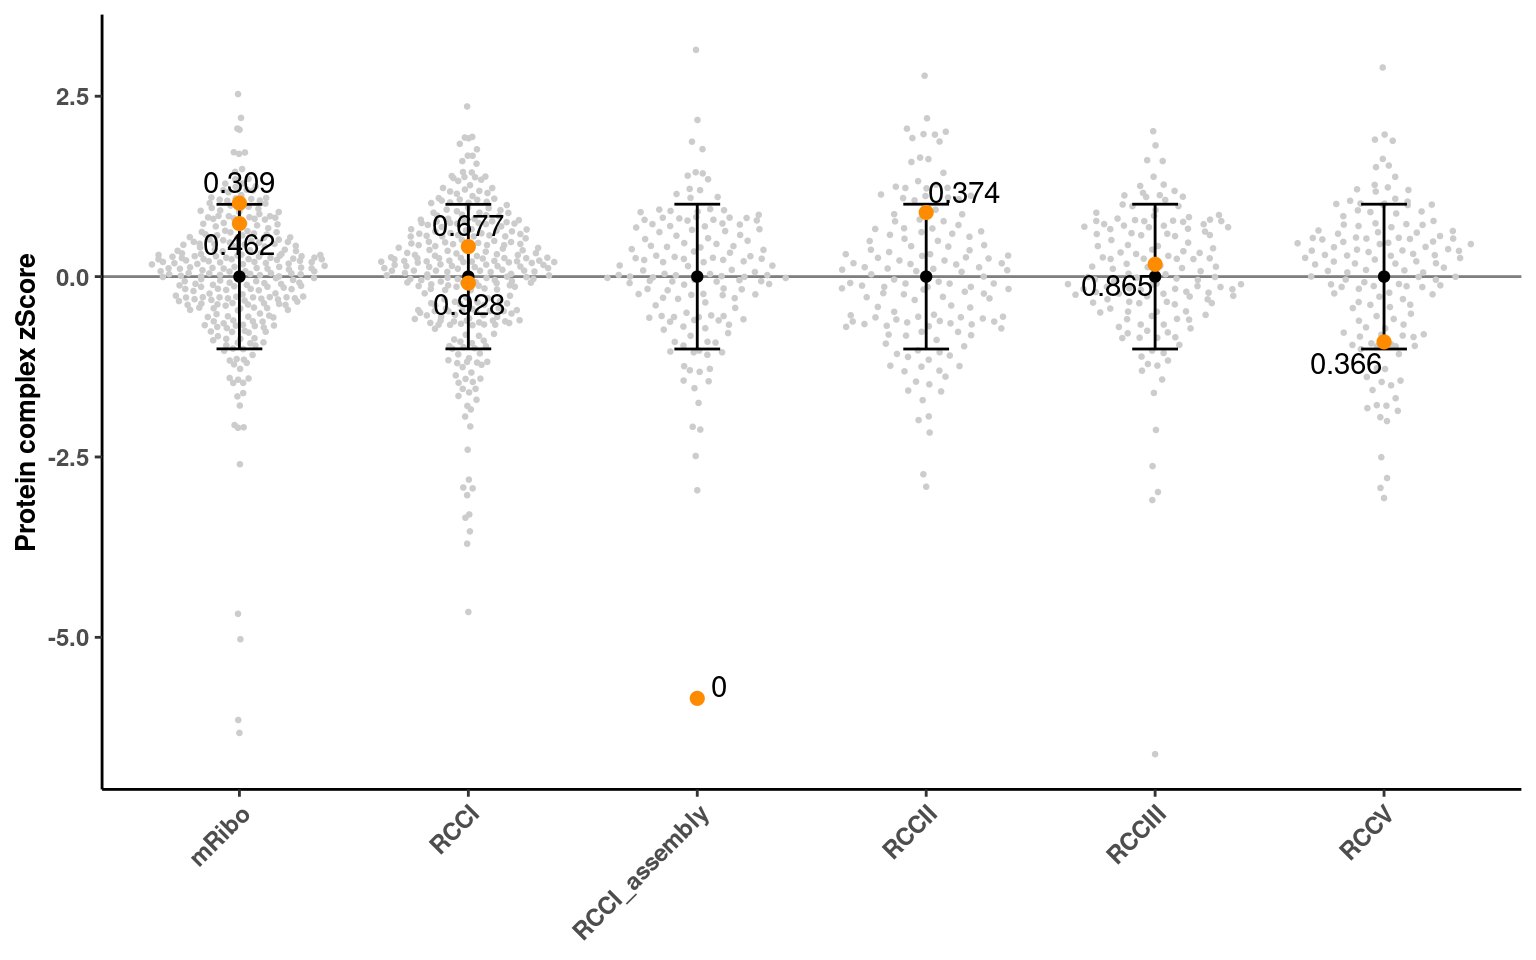 Protein complex zScore
2.5
0.0
-2.5
-5.0
0.309
0.462
0.677
0.928
0
0.374
0.865
0.366
mRibo
RCCI
RCCI_assembly
RCCII
RCCIII
RCCV